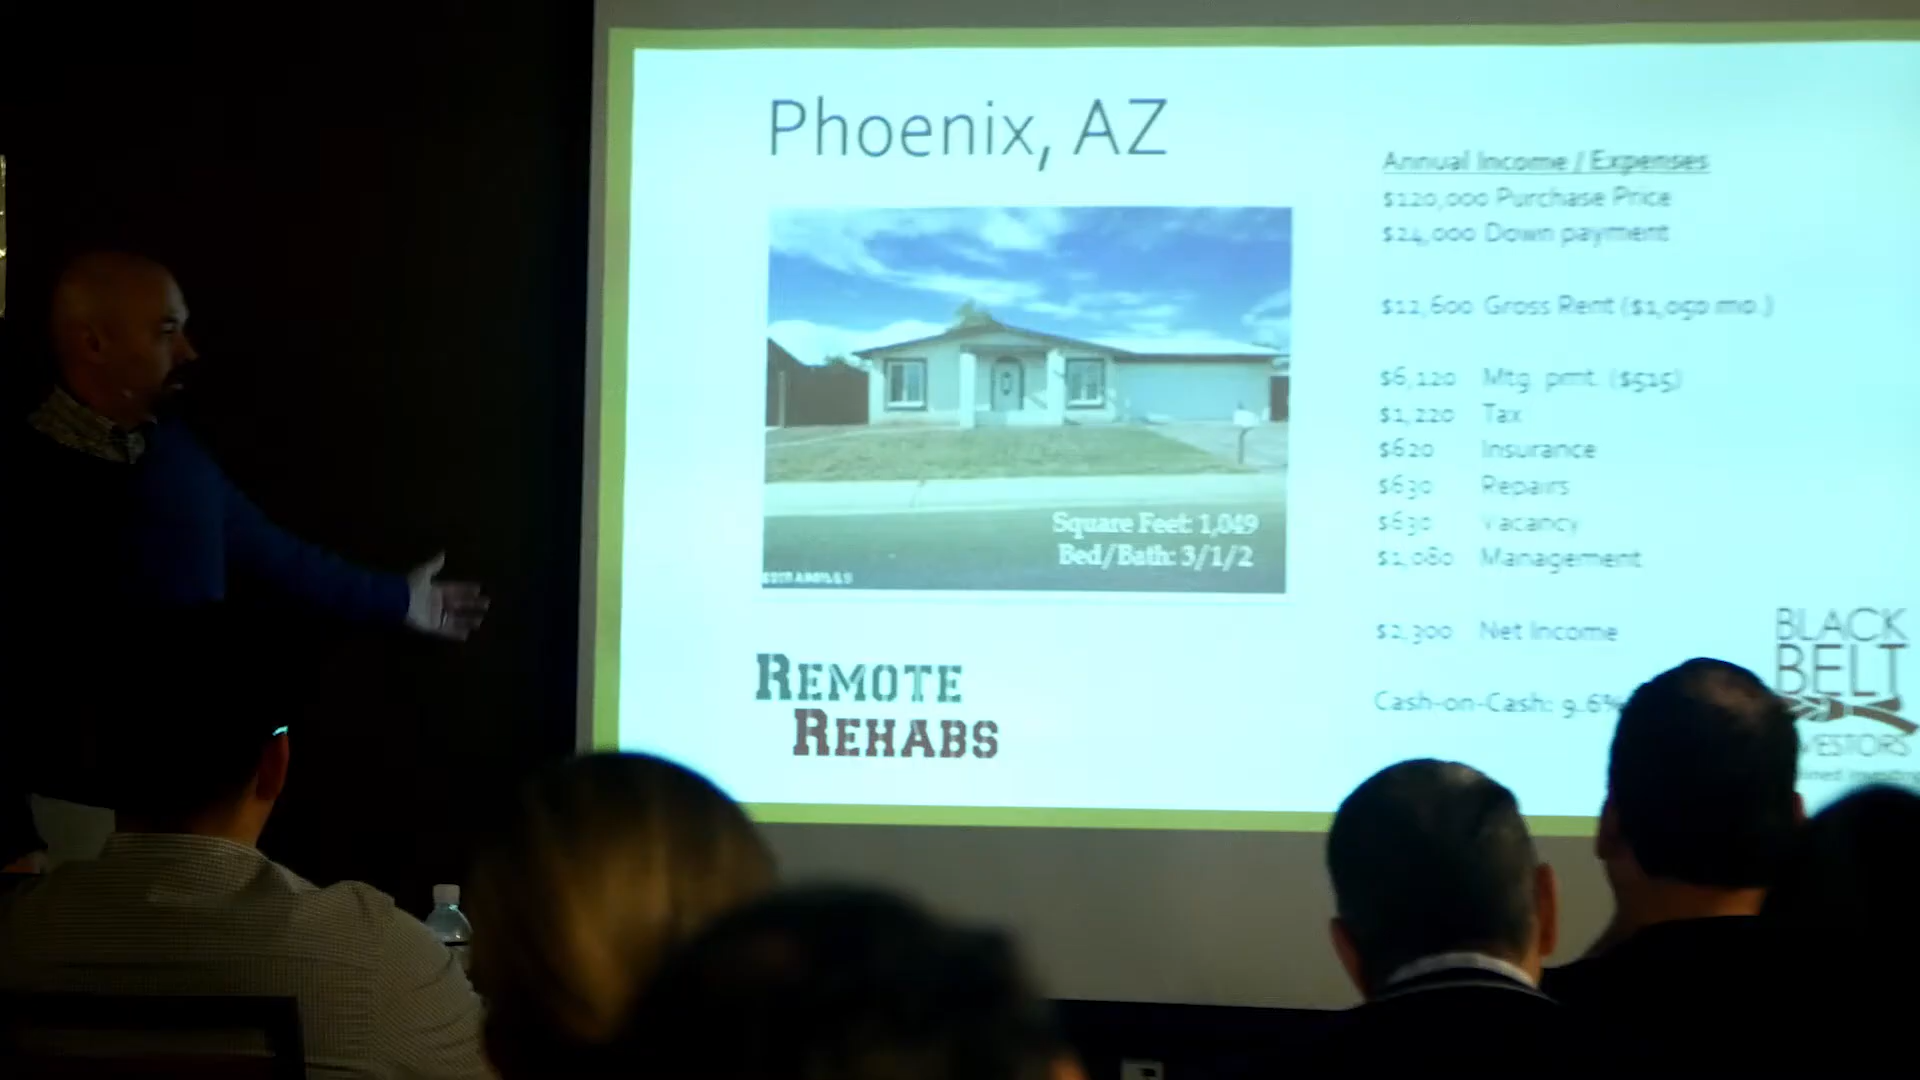 Phoenix, AZ
Annual Income / Expenses
$120,000 Purchase Price
$24,000 Down payment
$12,600 Gross Rent ($1,050 mo.)
$6,120 Mtg pmt. ($515)
$1,220 Tax
$620 Insurance
$630 Repairs
$630 Vacancy
$1,080 Management
$2,300 Net Income
Cash-on-Cash: 9.6%
Square Feet: 1,049
Bed/Bath: 3/1/2
REMOTE
REHABS
BLACK
BELT
VESTORS